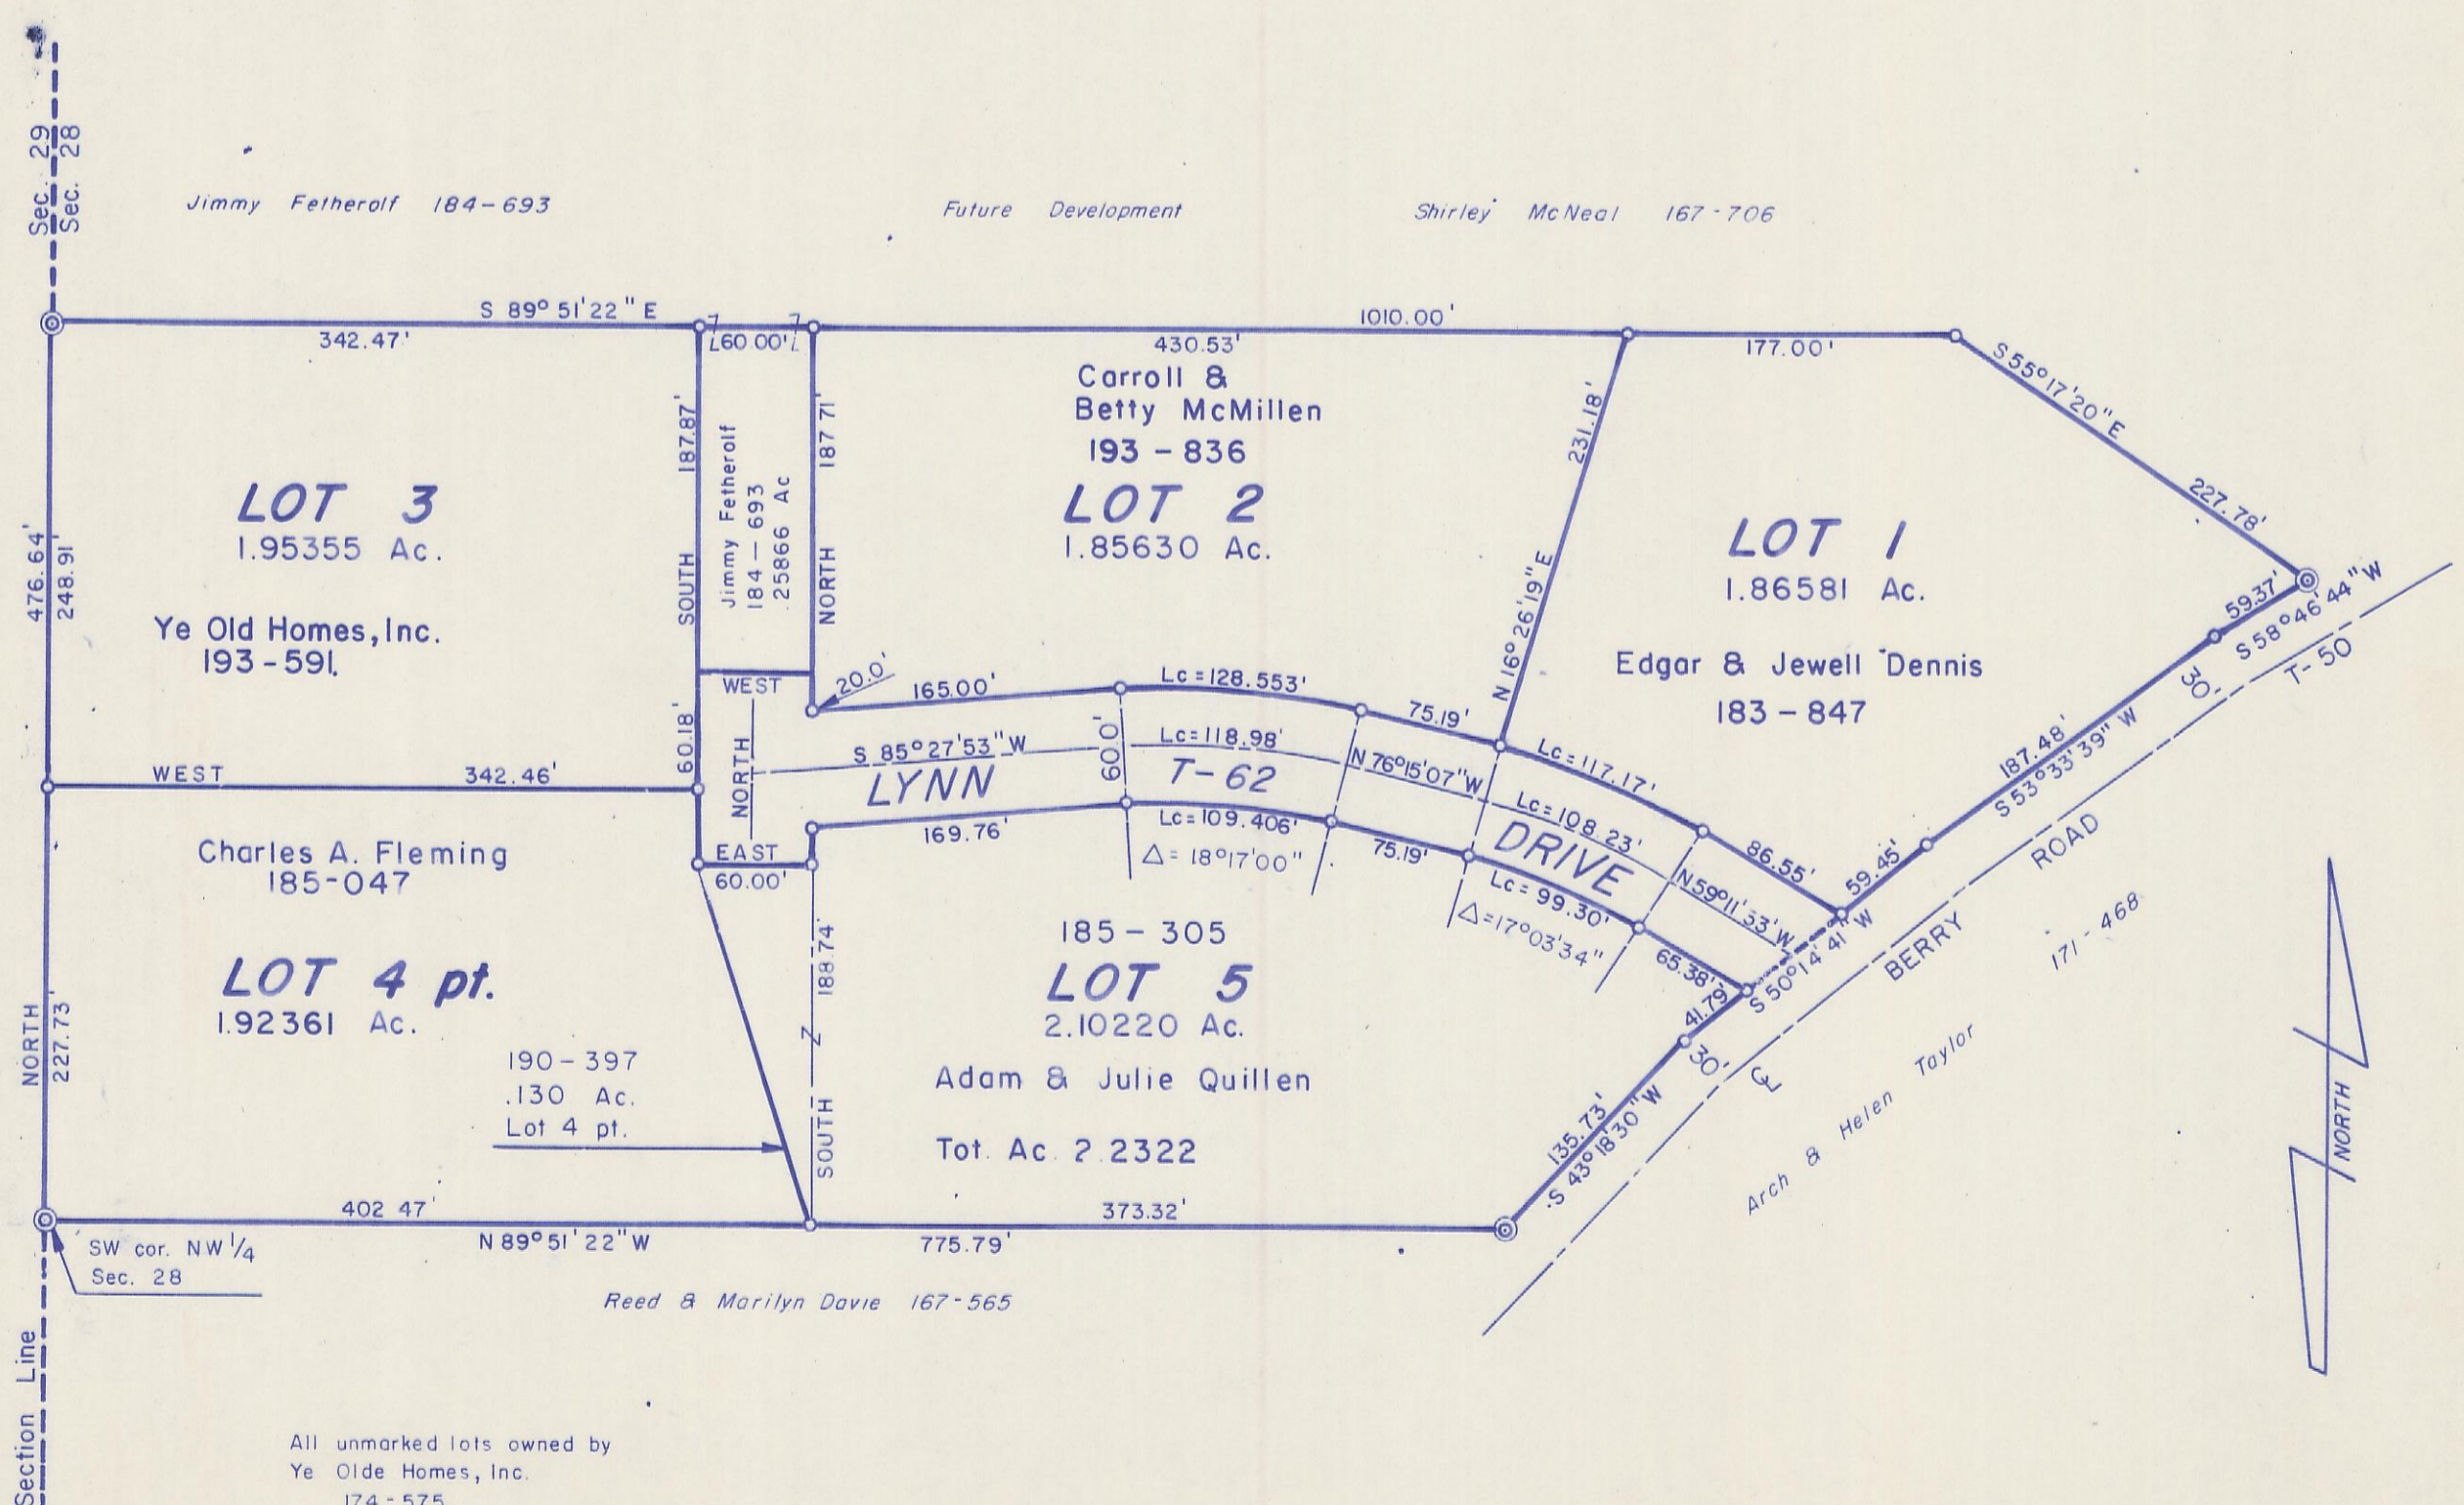 Sec. 29
Sec. 28
Jimmy Fetherolf 184-693
Future Development
Shirley McNeal 167-706
S 89° 51' 22" E
342.47'
60.00'
1010.00'
430.53'
177.00'
S 55° 17' 20" E
227.78'
Carroll &
Betty McMillen
193 - 836
LOT 2
1.85630 Ac.
187.87'
SOUTH
Jimmy Fetherolf
184-693
.25866 Ac
187 71'
NORTH
231.18'
N 16° 26' 19" E
LOT 3
1.95355 Ac.
Ye Old Homes, Inc.
193-591.
476.64'
248.91'
LOT 1
1.86581 Ac.
Edgar & Jewell Dennis
183-847
59.37'
S 58° 46' 44" W
T-50
30'
187.48'
S 53° 33' 39" W
WEST
20.0'
165.00'
Lc = 128.553'
75.19'
Lc = 117.17'
86.55'
59.45'
60.18'
NORTH
S 85° 27' 53" W
60.0'
Lc = 118.98'
N 76° 15' 07" W
Lc = 108.23'
N 59° 11' 33" W
LYNN
T-62
DRIVE
WEST
342.46'
169.76'
Lc = 109.406'
Δ = 18° 17' 00"
75.19'
Lc = 99.30'
Δ = 17° 03' 34"
65.38'
41.79'
S 50° 14' 41" W
BERRY ROAD
171-468
EAST
60.00'
Charles A. Fleming
185-047
LOT 4 pt.
1.92361 Ac.
NORTH
227.73'
190-397
.130 Ac.
Lot 4 pt.
188.74'
SOUTH
185-305
LOT 5
2.10220 Ac.
Adam & Julie Quillen
Tot. Ac. 2.2322
30'
135.73'
S 43° 18' 30" W
Arch & Helen Taylor
NORTH
402 47'
N 89° 51' 22" W
373.32'
775.79'
SW cor. NW 1/4
Sec. 28
Reed & Marilyn Davie 167-565
Section Line
All unmarked lots owned by
Ye Olde Homes, Inc.
174-575